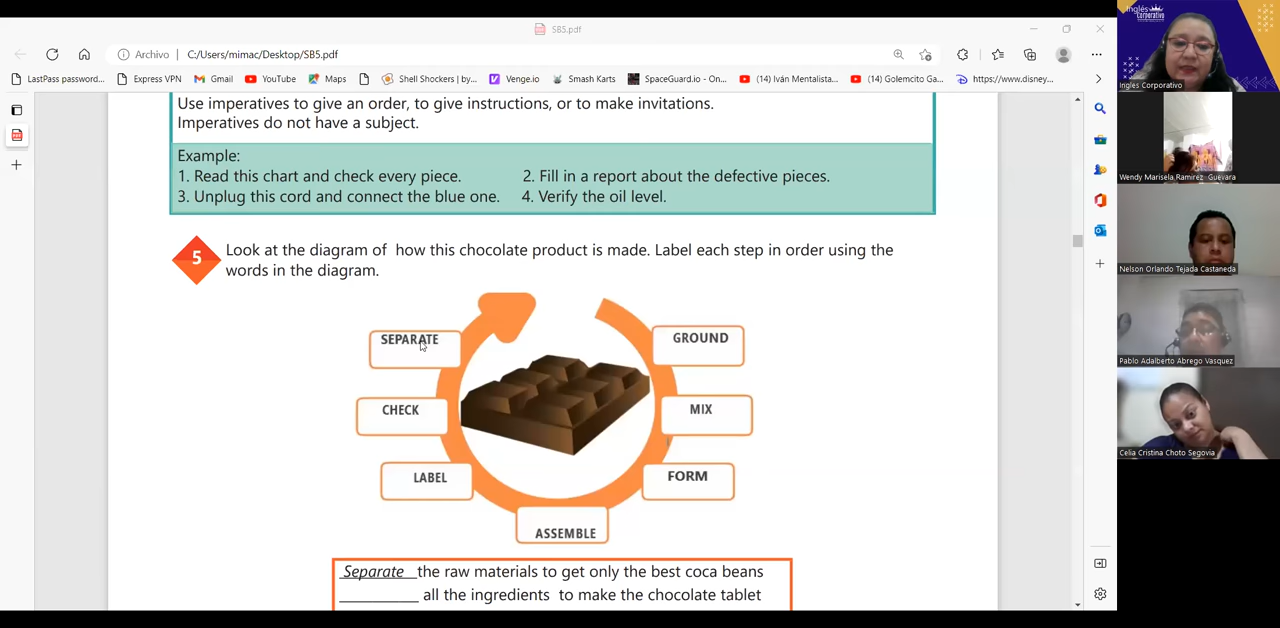 SB5.pdf
Archivo | C:/Users/mimac/Desktop/SB5.pdf
LastPass password... Express VPN Gmail YouTube Maps Shell Shockers | by... Venge.io Smash Karts SpaceGuard.io - On... (14) Iván Mentalista... (14) Golemcito Ga... https://www.disney...
Use imperatives to give an order, to give instructions, or to make invitations.
Imperatives do not have a subject.
Example:
1. Read this chart and check every piece. 2. Fill in a report about the defective pieces.
3. Unplug this cord and connect the blue one. 4. Verify the oil level.
5 Look at the diagram of how this chocolate product is made. Label each step in order using the
words in the diagram.
SEPARATE GROUND
CHECK MIX
LABEL FORM
ASSEMBLE
Separate the raw materials to get only the best coca beans
_________ all the ingredients to make the chocolate tablet
Inglés
Corporativo
Ingles Corporativo
Wendy Marisela Ramirez Guevara
Nelson Orlando Tejada Castaneda
Pablo Adalberto Abrego Vasquez
Celia Cristina Choto Segovia